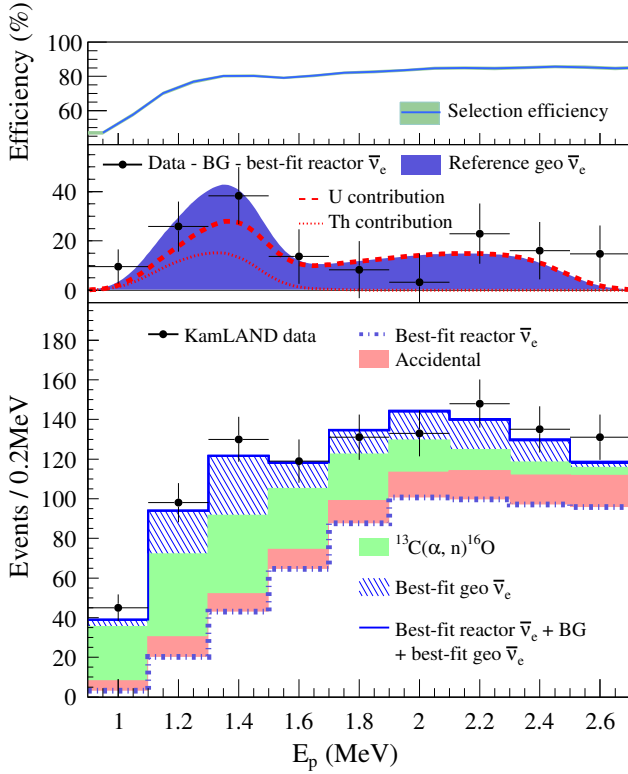 Efficiency (%)
100
80
60
Selection efficiency
Data - BG - best-fit reactor ν̅e
Reference geo ν̅e
40
U contribution
20
Th contribution
0
KamLAND data
Best-fit reactor ν̅e
Accidental
Events / 0.2MeV
180
160
140
120
100
80
60
40
20
0
¹³C(α, n)¹⁶O
Best-fit geo ν̅e
Best-fit reactor ν̅e + BG
+ best-fit geo ν̅e
1 1.2 1.4 1.6 1.8 2 2.2 2.4 2.6
Ep (MeV)